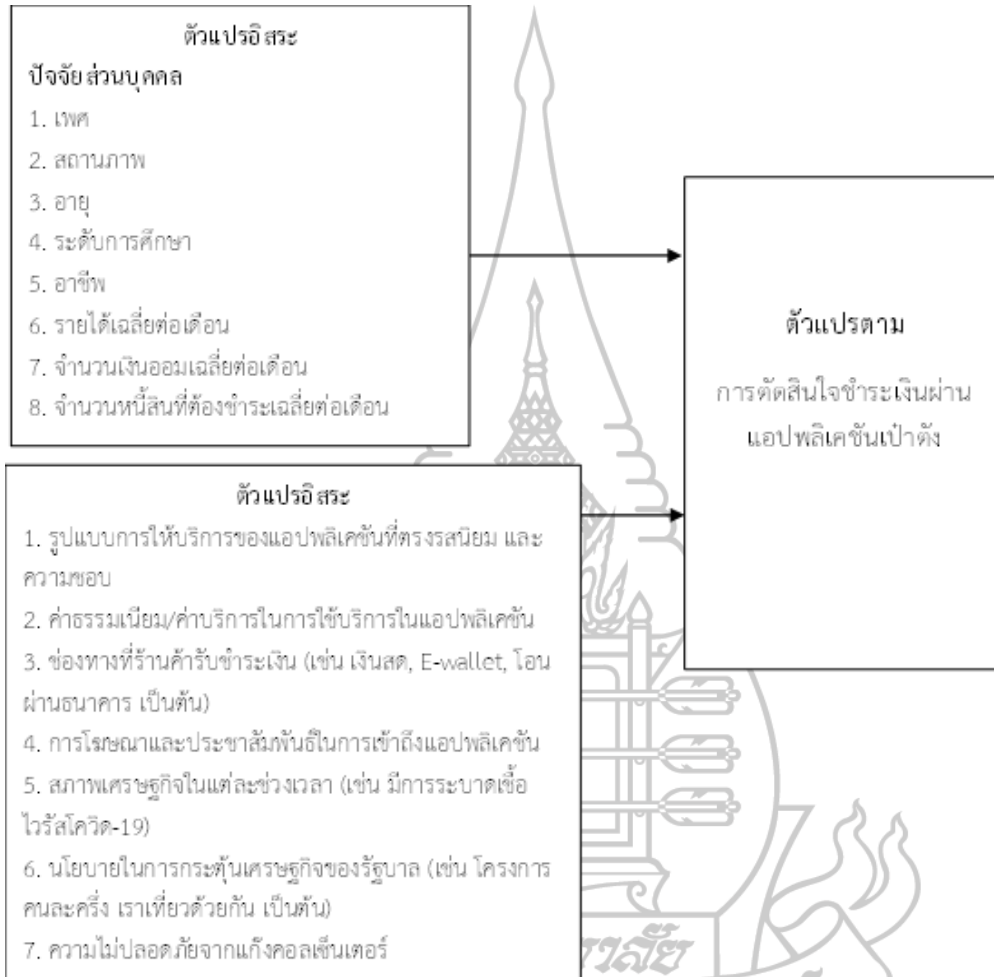 ตัวแปรอิสระ
ปัจจัยส่วนบุคคล
1. เพศ
2. สถานภาพ
3. อายุ
4. ระดับการศึกษา
5. อาชีพ
6. รายได้เฉลี่ยต่อเดือน
7. จำนวนเงินออมเฉลี่ยต่อเดือน
8. จำนวนหนี้สินที่ต้องชำระเฉลี่ยต่อเดือน
ตัวแปรอิสระ
1. รูปแบบการให้บริการของแอปพลิเคชันที่ตรงรสนิยม และ
ความชอบ
2. ค่าธรรมเนียม/ค่าบริการในการใช้บริการในแอปพลิเคชัน
3. ช่องทางที่ร้านค้ารับชำระเงิน (เช่น เงินสด, E-wallet, โอน
ผ่านธนาคาร เป็นต้น)
4. การโฆษณาและประชาสัมพันธ์ในการเข้าถึงแอปพลิเคชัน
5. สภาพเศรษฐกิจในแต่ละช่วงเวลา (เช่น มีการระบาดเชื้อ
ไวรัสโควิด-19)
6. นโยบายในการกระตุ้นเศรษฐกิจของรัฐบาล (เช่น โครงการ
คนละครึ่ง เราเที่ยวด้วยกัน เป็นต้น)
7. ความไม่ปลอดภัยจากแก๊งคอลเซ็นเตอร์
ตัวแปรตาม
การตัดสินใจชำระเงินผ่าน
แอปพลิเคชันเป๋าตัง